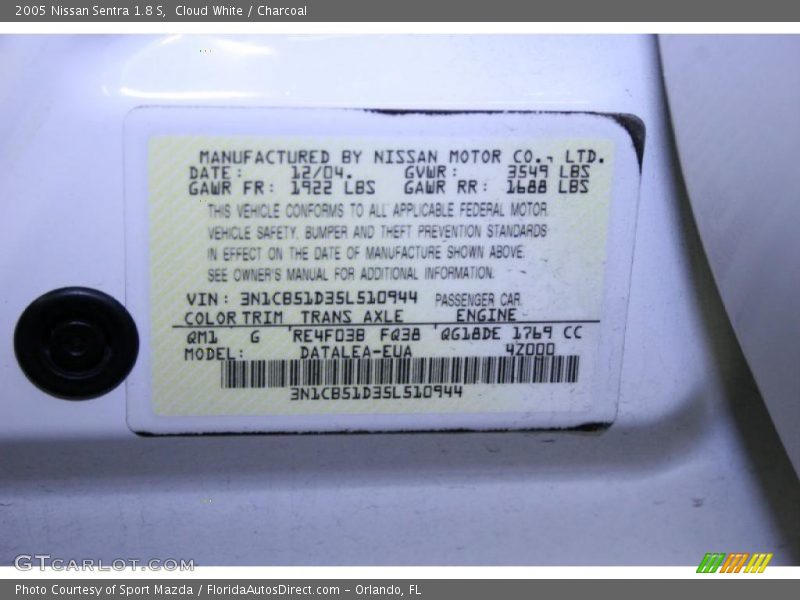 2005 Nissan Sentra 1.8 S,  Cloud White / Charcoal
MANUFACTURED BY NISSAN MOTOR CO., LTD.
DATE: 12/04. GVWR: 3549 LBS
GAWR FR: 1922 LBS GAWR RR: 1688 LBS
THIS VEHICLE CONFORMS TO ALL APPLICABLE FEDERAL MOTOR
VEHICLE SAFETY, BUMPER AND THEFT PREVENTION STANDARDS
IN EFFECT ON THE DATE OF MANUFACTURE SHOWN ABOVE.
SEE OWNER'S MANUAL FOR ADDITIONAL INFORMATION.
VIN: 3N1CB51D35L510944 PASSENGER CAR
COLOR TRIM TRANS AXLE ENGINE
QM1 G RE4F03B FQ38 QG18DE 1769 CC
MODEL: DATALEA-EUA 4Z000
3N1CB51D35L510944
GTCARLOT.COM
Photo Courtesy of Sport Mazda / FloridaAutosDirect.com - Orlando, FL